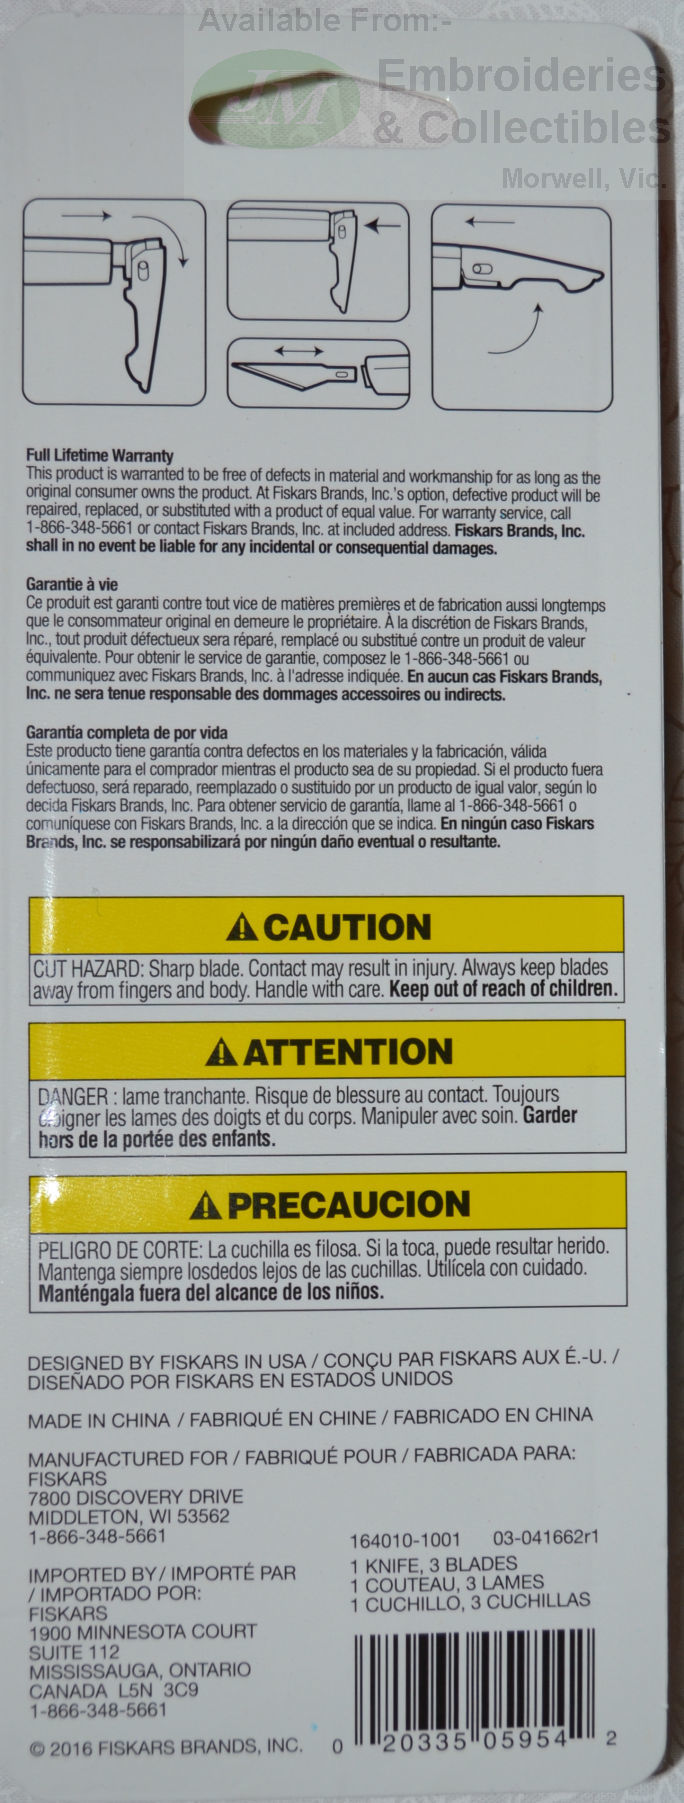 Available From:-
JM
Embroideries
& Collectibles
Morwell, Vic.
Full Lifetime Warranty
This product is warranted to be free of defects in material and workmanship for as long as the
original consumer owns the product. At Fiskars Brands, Inc.'s option, defective product will be
repaired, replaced, or substituted with a product of equal value. For warranty service, call
1-866-348-5661 or contact Fiskars Brands, Inc. at included address. Fiskars Brands, Inc.
shall in no event be liable for any incidental or consequential damages.
Garantie à vie
Ce produit est garanti contre tout vice de matières premières et de fabrication aussi longtemps
que le consommateur original en demeure le propriétaire. À la discrétion de Fiskars Brands,
Inc., tout produit défectueux sera réparé, remplacé ou substitué contre un produit de valeur
équivalente. Pour obtenir le service de garantie, composez le 1-866-348-5661 ou
communiquez avec Fiskars Brands, Inc. à l'adresse indiquée. En aucun cas Fiskars Brands,
Inc. ne sera tenue responsable des dommages accessoires ou indirects.
Garantía completa de por vida
Este producto tiene garantía contra defectos en los materiales y la fabricación, válida
únicamente para el comprador mientras el producto sea de su propiedad. Si el producto fuera
defectuoso, será reparado, reemplazado o sustituido por un producto de igual valor, según lo
decida Fiskars Brands, Inc. Para obtener servicio de garantía, llame al 1-866-348-5661 o
comuníquese con Fiskars Brands, Inc. a la dirección que se indica. En ningún caso Fiskars
Brands, Inc. se responsabilizará por ningún daño eventual o resultante.
CAUTION
CUT HAZARD: Sharp blade. Contact may result in injury. Always keep blades
away from fingers and body. Handle with care. Keep out of reach of children.
ATTENTION
DANGER : lame tranchante. Risque de blessure au contact. Toujours
éloigner les lames des doigts et du corps. Manipuler avec soin. Garder
hors de la portée des enfants.
PRECAUCION
PELIGRO DE CORTE: La cuchilla es filosa. Si la toca, puede resultar herido.
Mantenga siempre losdedos lejos de las cuchillas. Utilícela con cuidado.
Manténgala fuera del alcance de los niños.
DESIGNED BY FISKARS IN USA / CONÇU PAR FISKARS AUX É.-U. /
DISEÑADO POR FISKARS EN ESTADOS UNIDOS
MADE IN CHINA / FABRIQUÉ EN CHINE / FABRICADO EN CHINA
MANUFACTURED FOR / FABRIQUÉ POUR / FABRICADA PARA:
FISKARS
7800 DISCOVERY DRIVE
MIDDLETON, WI 53562
1-866-348-5661
IMPORTED BY / IMPORTÉ PAR
/ IMPORTADO POR:
FISKARS
1900 MINNESOTA COURT
SUITE 112
MISSISSAUGA, ONTARIO
CANADA L5N 3C9
1-866-348-5661
© 2016 FISKARS BRANDS, INC.
164010-1001 03-041662r1
1 KNIFE, 3 BLADES
1 COUTEAU, 3 LAMES
1 CUCHILLO, 3 CUCHILLAS
0 20335 05954 2